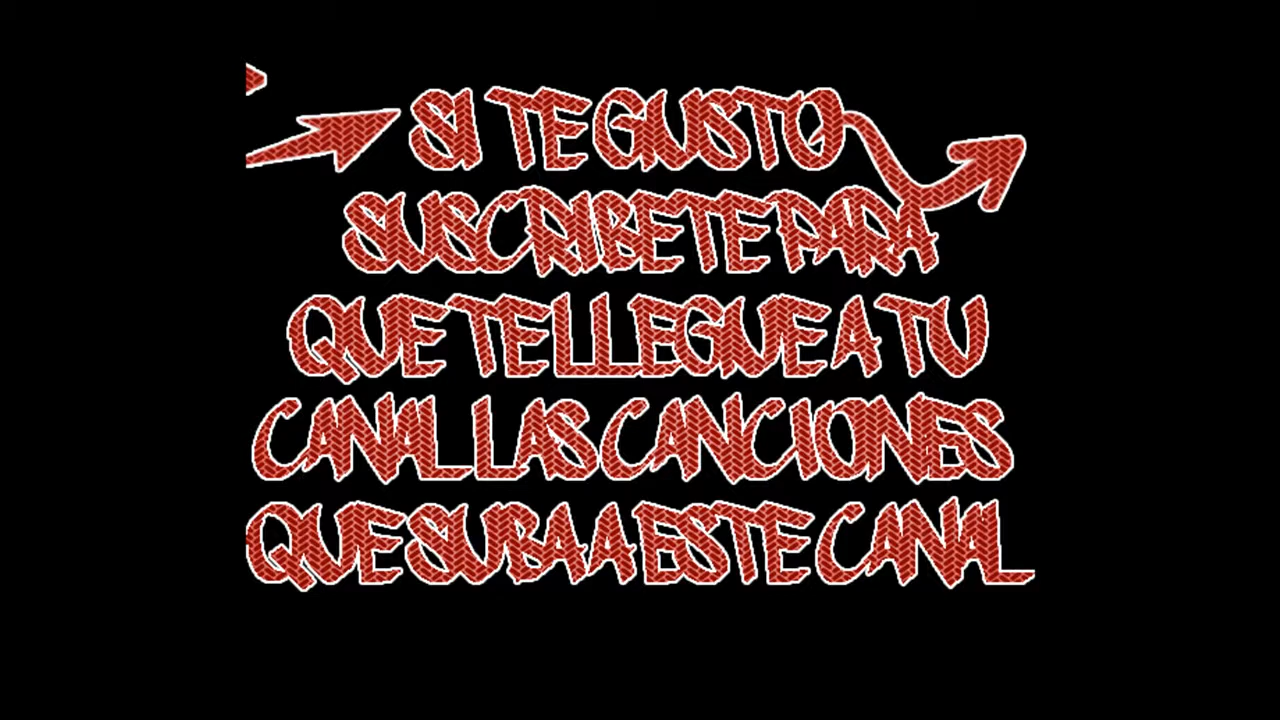 SI TE GUSTO
SUSCRIBETE PARA
QUE TE LLEGUE A TU
CANAL LAS CANCIONES
QUE SUBA A ESTE CANAL